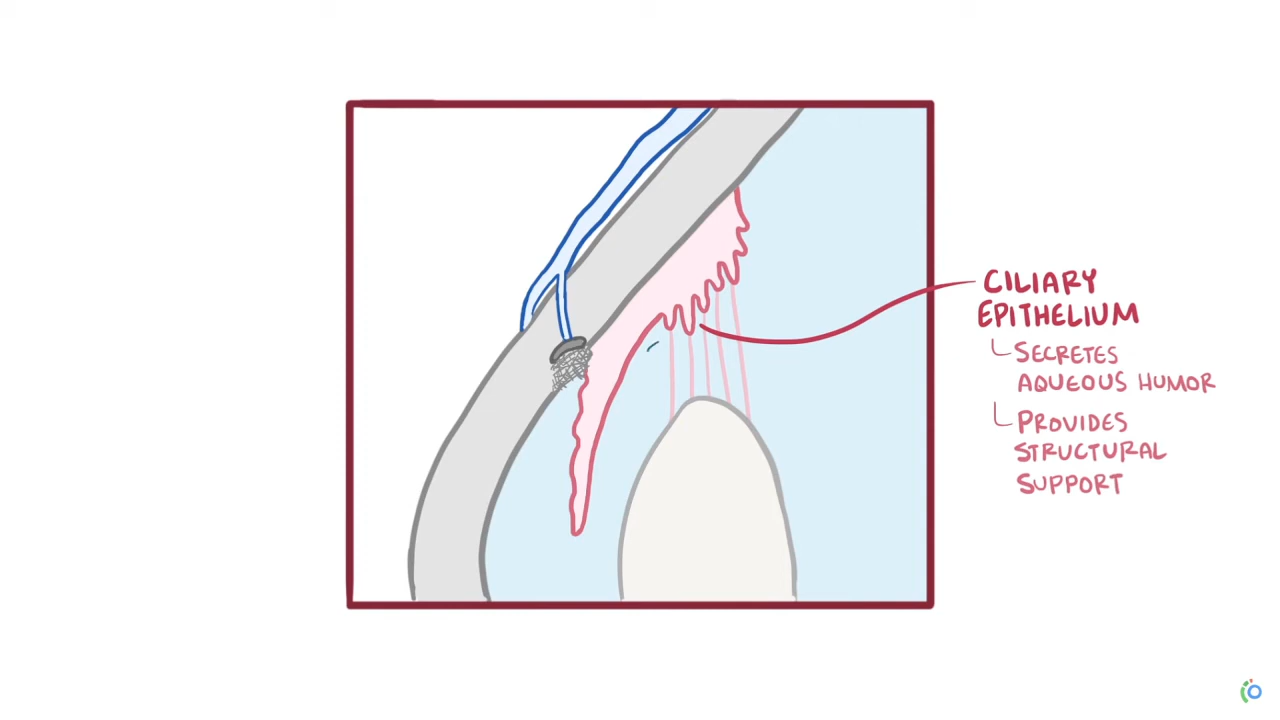 CILIARY
EPITHELIUM
SECRETES
AQUEOUS HUMOR
PROVIDES
STRUCTURAL
SUPPORT